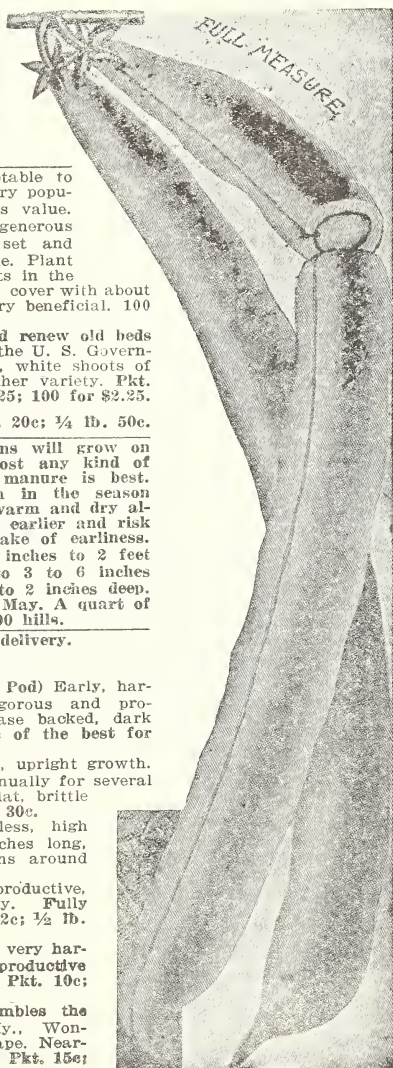 FULL MEASURE
table to
ry popu-
s value.
generous
set and
e. Plant
ts in the
cover with about
ry beneficial. 100
d renew old beds
the U. S. Govern-
, white shoots of
her variety. Pkt.
25; 100 for $2.25.
. 20c; ¼ lb. 50c.
ns will grow on
ost any kind of
manure is best.
n in the season
warm and dry al-
earlier and risk
ake of earliness.
inches to 2 feet
to 3 to 6 inches
to 2 inches deep.
May. A quart of
00 hills.
delivery.
Pod) Early, har-
gorous and pro-
ase backed, dark
of the best for
, upright growth.
nually for several
lat, brittle
30c.
less, high
ches long,
ns around
productive,
y. Fully
2c; ½ lb.
very har-
productive
Pkt. 10c;
mbles the
ly., Won-
ape. Near-
Pkt. 15c;